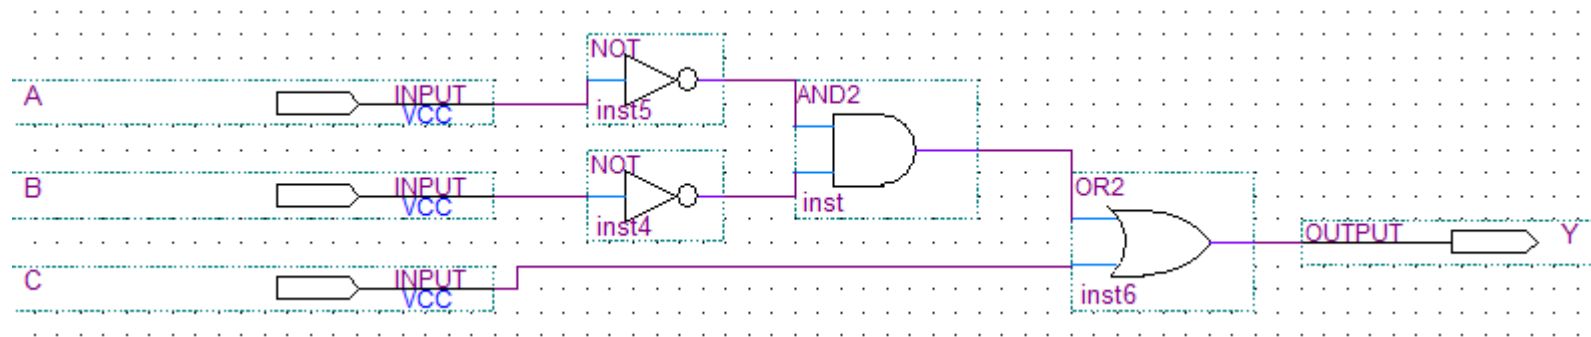 NOT
A
INPUT
VCC
inst5
AND2
NOT
B
INPUT
VCC
inst4
inst
OR2
C
INPUT
VCC
inst6
OUTPUT
Y